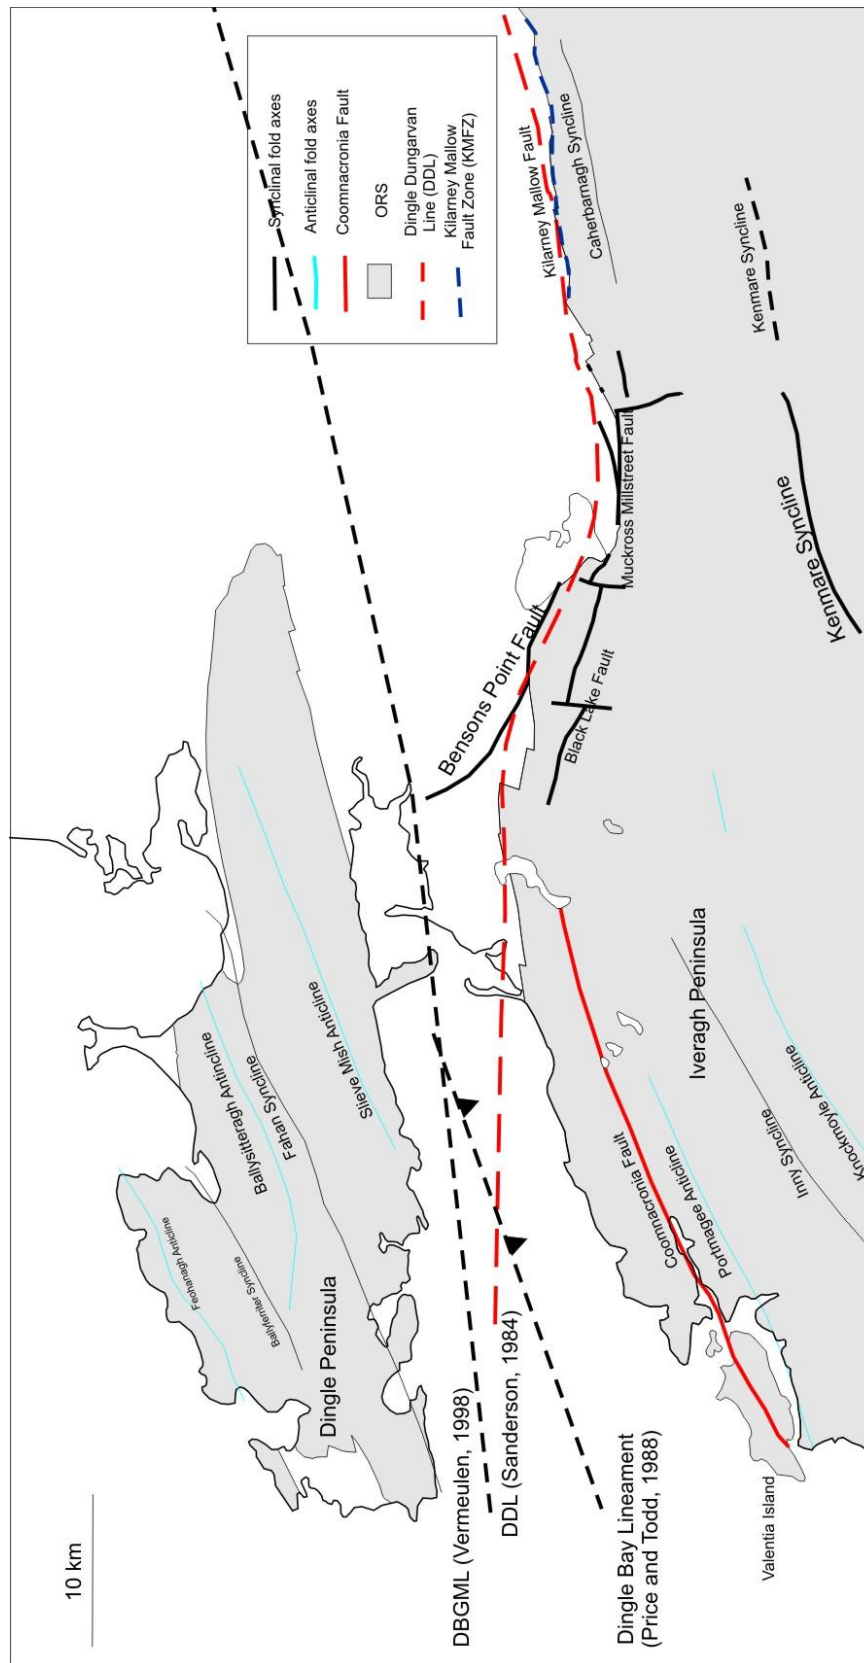 Synclinal fold axes
Anticlinal fold axes
Coomnacronia Fault
ORS
Dingle Dungarvan
Line (DDL)
Kilarney Mallow
Fault Zone (KMFZ)
Feohanagh Anticline
Ballyferriter Syncline
Ballysitteragh Antincline
Fahan Syncline
Slieve Mish Anticline
Dingle Peninsula
10 km
DBGML (Vermeulen, 1998)
DDL (Sanderson, 1984)
Dingle Bay Lineament
(Price and Todd, 1988)
Valentia Island
Coomnacronia Fault
Portmagee Anticline
Iveragh Peninsula
Inny Syncline
Knockmoyle Anticline
Bensons Point Fault
Black Lake Fault
Muckross Millstreet Fault
Kilarney Mallow Fault
Caherbarnagh Syncline
Kenmare Syncline
Kenmare Syncline